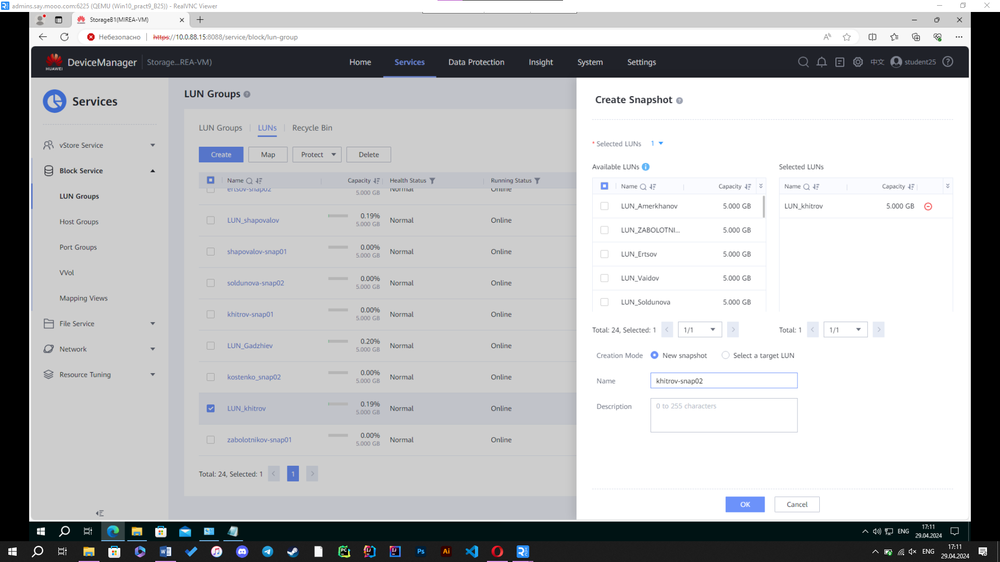 admins.say.mooo.com:6225 (QEMU (Win10_pract9_B25)) - RealVNC Viewer
StorageB1(MIREA-VM)
Небезопасно https://10.0.88.15:8088/service/block/lun-group
HUAWEI DeviceManager Storage...REA-VM) Home Services Data Protection Insight System Settings 中文 student25
Services
vStore Service
Block Service
LUN Groups
Host Groups
Port Groups
VVol
Mapping Views
File Service
Network
Resource Tuning
LUN Groups
LUN Groups LUNs Recycle Bin
Create Map Protect Delete
Name Capacity Health Status Running Status
ertsov-snap02 5.000 GB Normal Online
LUN_shapovalov 0.19% 5.000 GB Normal Online
shapovalov-snap01 0.00% 5.000 GB Normal Online
soldunova-snap02 0.00% 5.000 GB Normal Online
khitrov-snap01 0.00% 5.000 GB Normal Online
LUN_Gadzhiev 0.20% 5.000 GB Normal Online
kostenko_snap02 0.00% 5.000 GB Normal Online
LUN_khitrov 0.19% 5.000 GB Normal Online
zabolotnikov-snap01 0.00% 5.000 GB Normal Online
Total: 24, Selected: 1 1
Create Snapshot
* Selected LUNs 1
Available LUNs
Name Capacity
LUN_Amerkhanov 5.000 GB
LUN_ZABOLOTNI... 5.000 GB
LUN_Ertsov 5.000 GB
LUN_Vaidov 5.000 GB
LUN_Soldunova 5.000 GB
Total: 24, Selected: 1 1/1
Selected LUNs
Name Capacity
LUN_khitrov 5.000 GB
Total: 1 1/1
Creation Mode New snapshot Select a target LUN
Name khitrov-snap02
Description 0 to 255 characters
OK Cancel
ENG 17:11
29.04.2024
ENG 17:11
29.04.2024